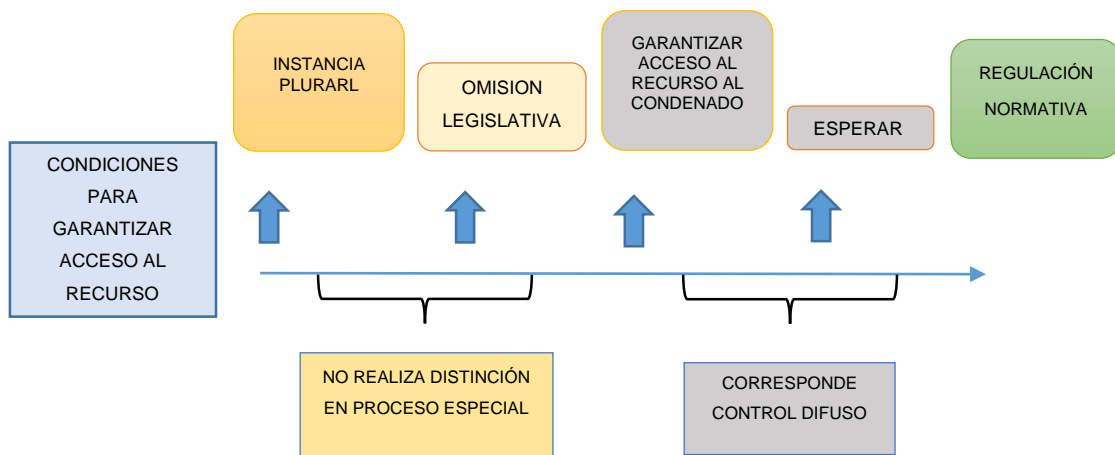 CONDICIONES
PARA
GARANTIZAR
ACCESO AL
RECURSO
INSTANCIA
PLURARL
OMISION
LEGISLATIVA
GARANTIZAR
ACCESO AL
RECURSO AL
CONDENADO
ESPERAR
REGULACIÓN
NORMATIVA
NO REALIZA DISTINCIÓN
EN PROCESO ESPECIAL
CORRESPONDE
CONTROL DIFUSO